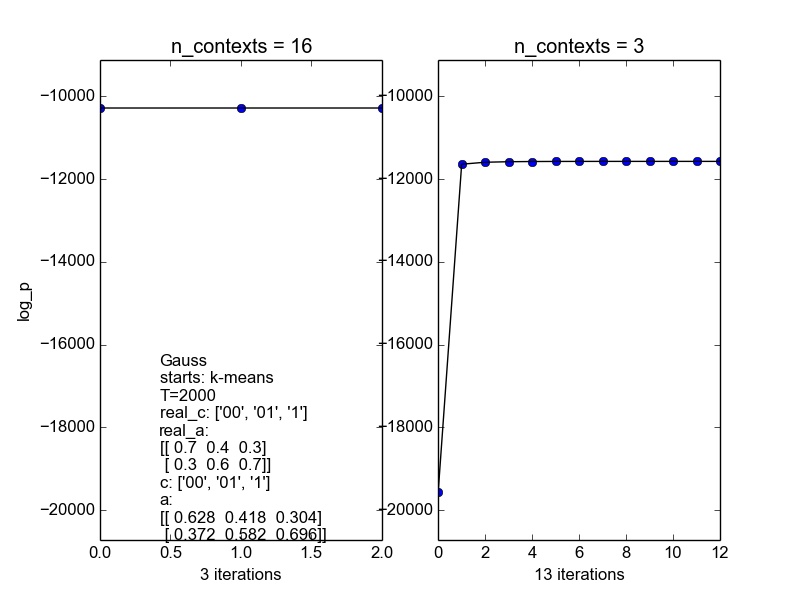 n_contexts = 16
−10000
−12000
−14000
−16000
−18000
−20000
log_p
Gauss
starts: k-means
T=2000
real_c: ['00', '01', '1']
real_a:
[[ 0.7 0.4 0.3]
[ 0.3 0.6 0.7]]
c: ['00', '01', '1']
a:
[[ 0.628 0.418 0.304]
[ 0.372 0.582 0.696]]
0.0 0.5 1.0 1.5 2.0
3 iterations
n_contexts = 3
−10000
−12000
−14000
−16000
−18000
−20000
0 2 4 6 8 10 12
13 iterations